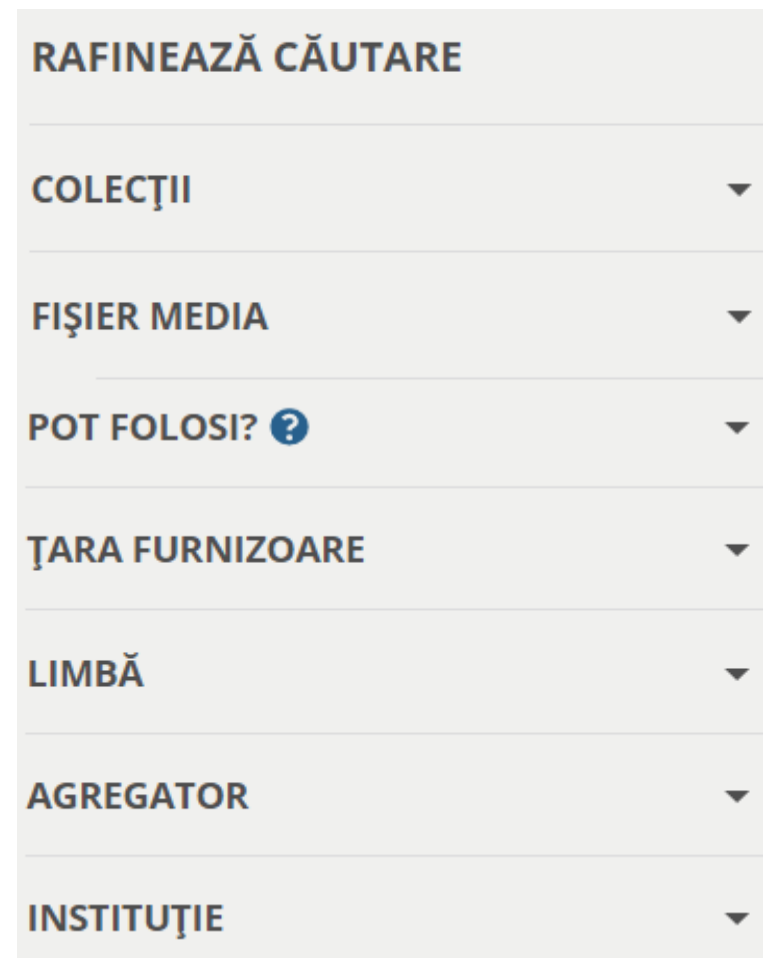 RAFINEAZĂ CĂUTARE
COLECŢII
FIŞIER MEDIA
POT FOLOSI? ?
ŢARA FURNIZOARE
LIMBĂ
AGREGATOR
INSTITUŢIE